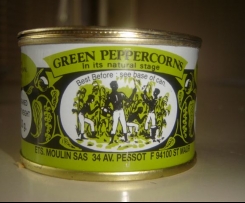 GREEN PEPPERCORNS
In its natural stage
Best Before : see base of can
ETS. MOULIN SAS 34 AV. PESSOT F 94100 ST MAUR